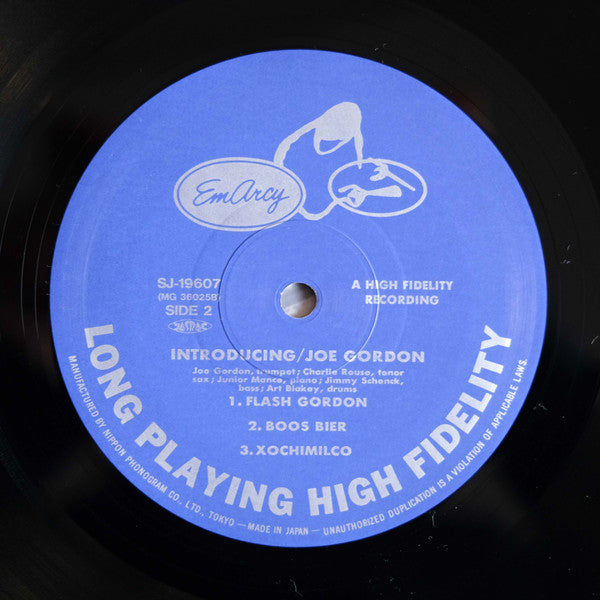 EmArcy
SJ-19607
(MG 36025B)
SIDE 2
A HIGH FIDELITY
RECORDING
INTRODUCING/JOE GORDON
Joe Gordon, trumpet; Charlie Rouse, tenor
sax; Junior Mance, piano; Jimmy Schenck,
bass; Art Blakey, drums
1. FLASH GORDON
2. BOOS BIER
3. XOCHIMILCO
LONG PLAYING HIGH FIDELITY
MANUFACTURED BY NIPPON PHONOGRAM CO., LTD., TOKYO — MADE IN JAPAN — UNAUTHORIZED DUPLICATION IS A VIOLATION OF APPLICABLE LAWS.